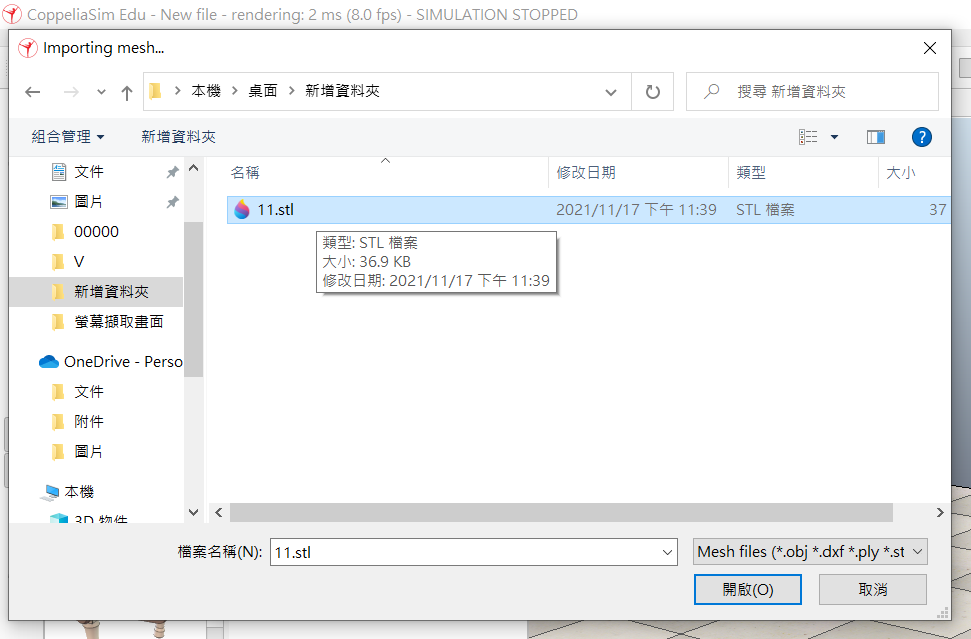 CoppeliaSim Edu - New file - rendering: 2 ms (8.0 fps) - SIMULATION STOPPED
Importing mesh...
本機 > 桌面 > 新增資料夾
搜尋 新增資料夾
組合管理
新增資料夾
?
文件
圖片
00000
V
新增資料夾
螢幕擷取畫面
OneDrive - Perso
文件
附件
圖片
本機
3D 物件
名稱
修改日期
類型
大小
11.stl
2021/11/17 下午 11:39
STL 檔案
37
類型: STL 檔案
大小: 36.9 KB
修改日期: 2021/11/17 下午 11:39
檔案名稱(N):
11.stl
Mesh files (*.obj *.dxf *.ply *.st
開啟(O)
取消